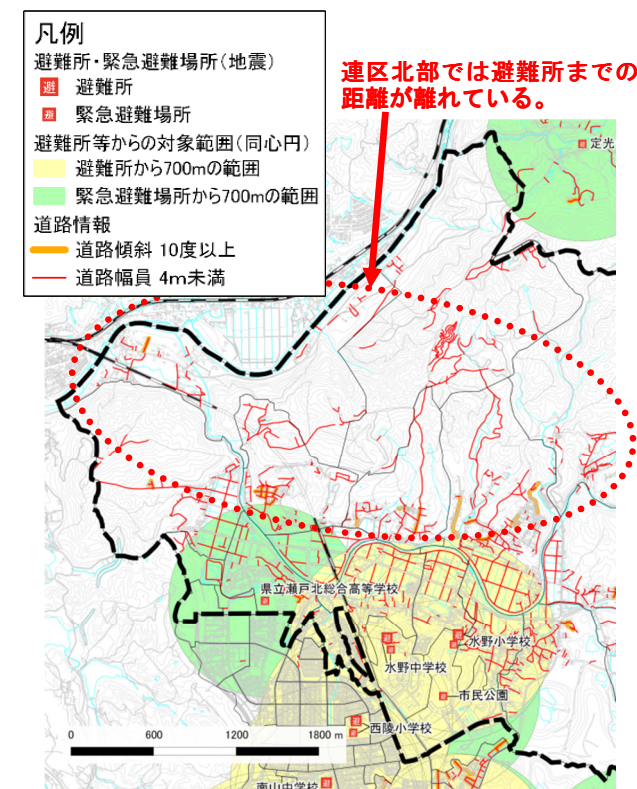 凡例
避難所・緊急避難場所(地震)
避 避難所
避 緊急避難場所
避難所等からの対象範囲(同心円)
避難所から700mの範囲
緊急避難場所から700mの範囲
道路情報
道路傾斜 10度以上
道路幅員 4m未満
連区北部では避難所までの
距離が離れている。
定光
県立瀬戸北総合高等学校
水野小学校
水野中学校
市民公園
西陵小学校
南山中学校
0 600 1200 1800 m